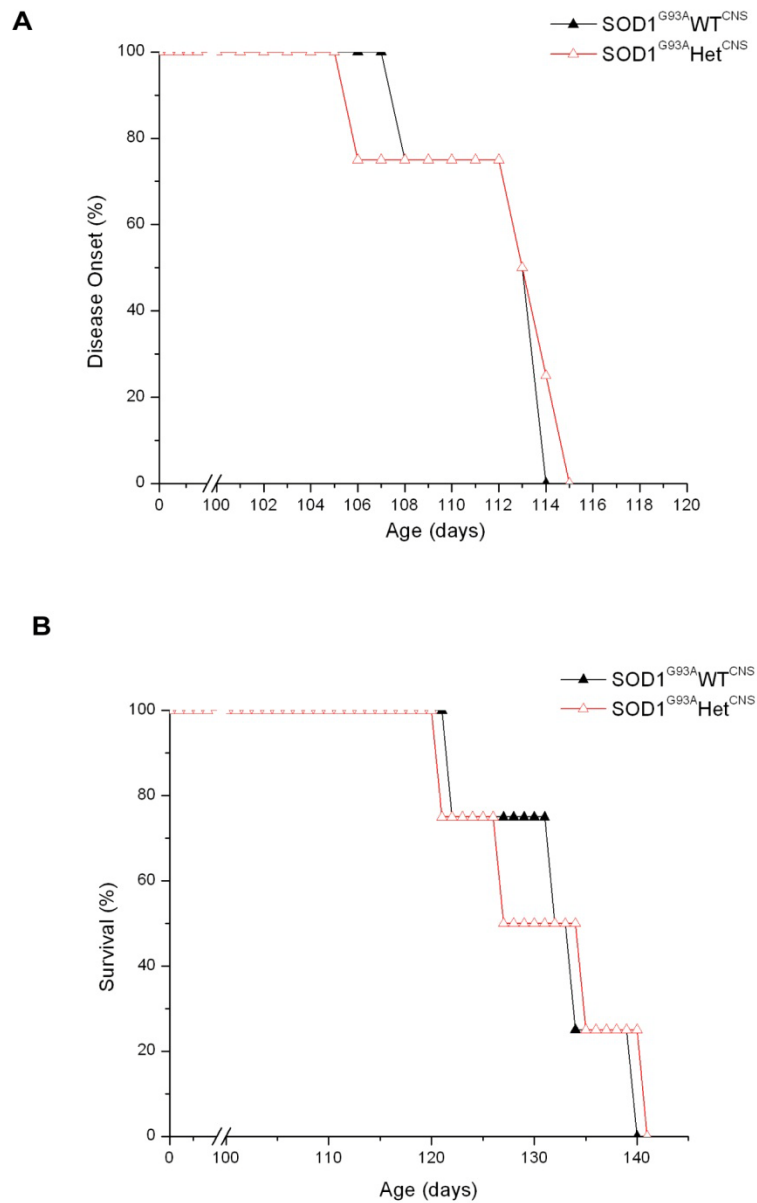 A
SOD1G93AWTCNS
SOD1G93AHetCNS
100
80
60
40
20
0
Disease Onset (%)
0 100 102 104 106 108 110 112 114 116 118 120
Age (days)
B
SOD1G93AWTCNS
SOD1G93AHetCNS
100
80
60
40
20
0
Survival (%)
0 100 110 120 130 140
Age (days)